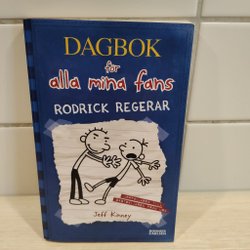 DAGBOK
för
alla mina fans
RODRICK REGERAR
Jeff Kinney